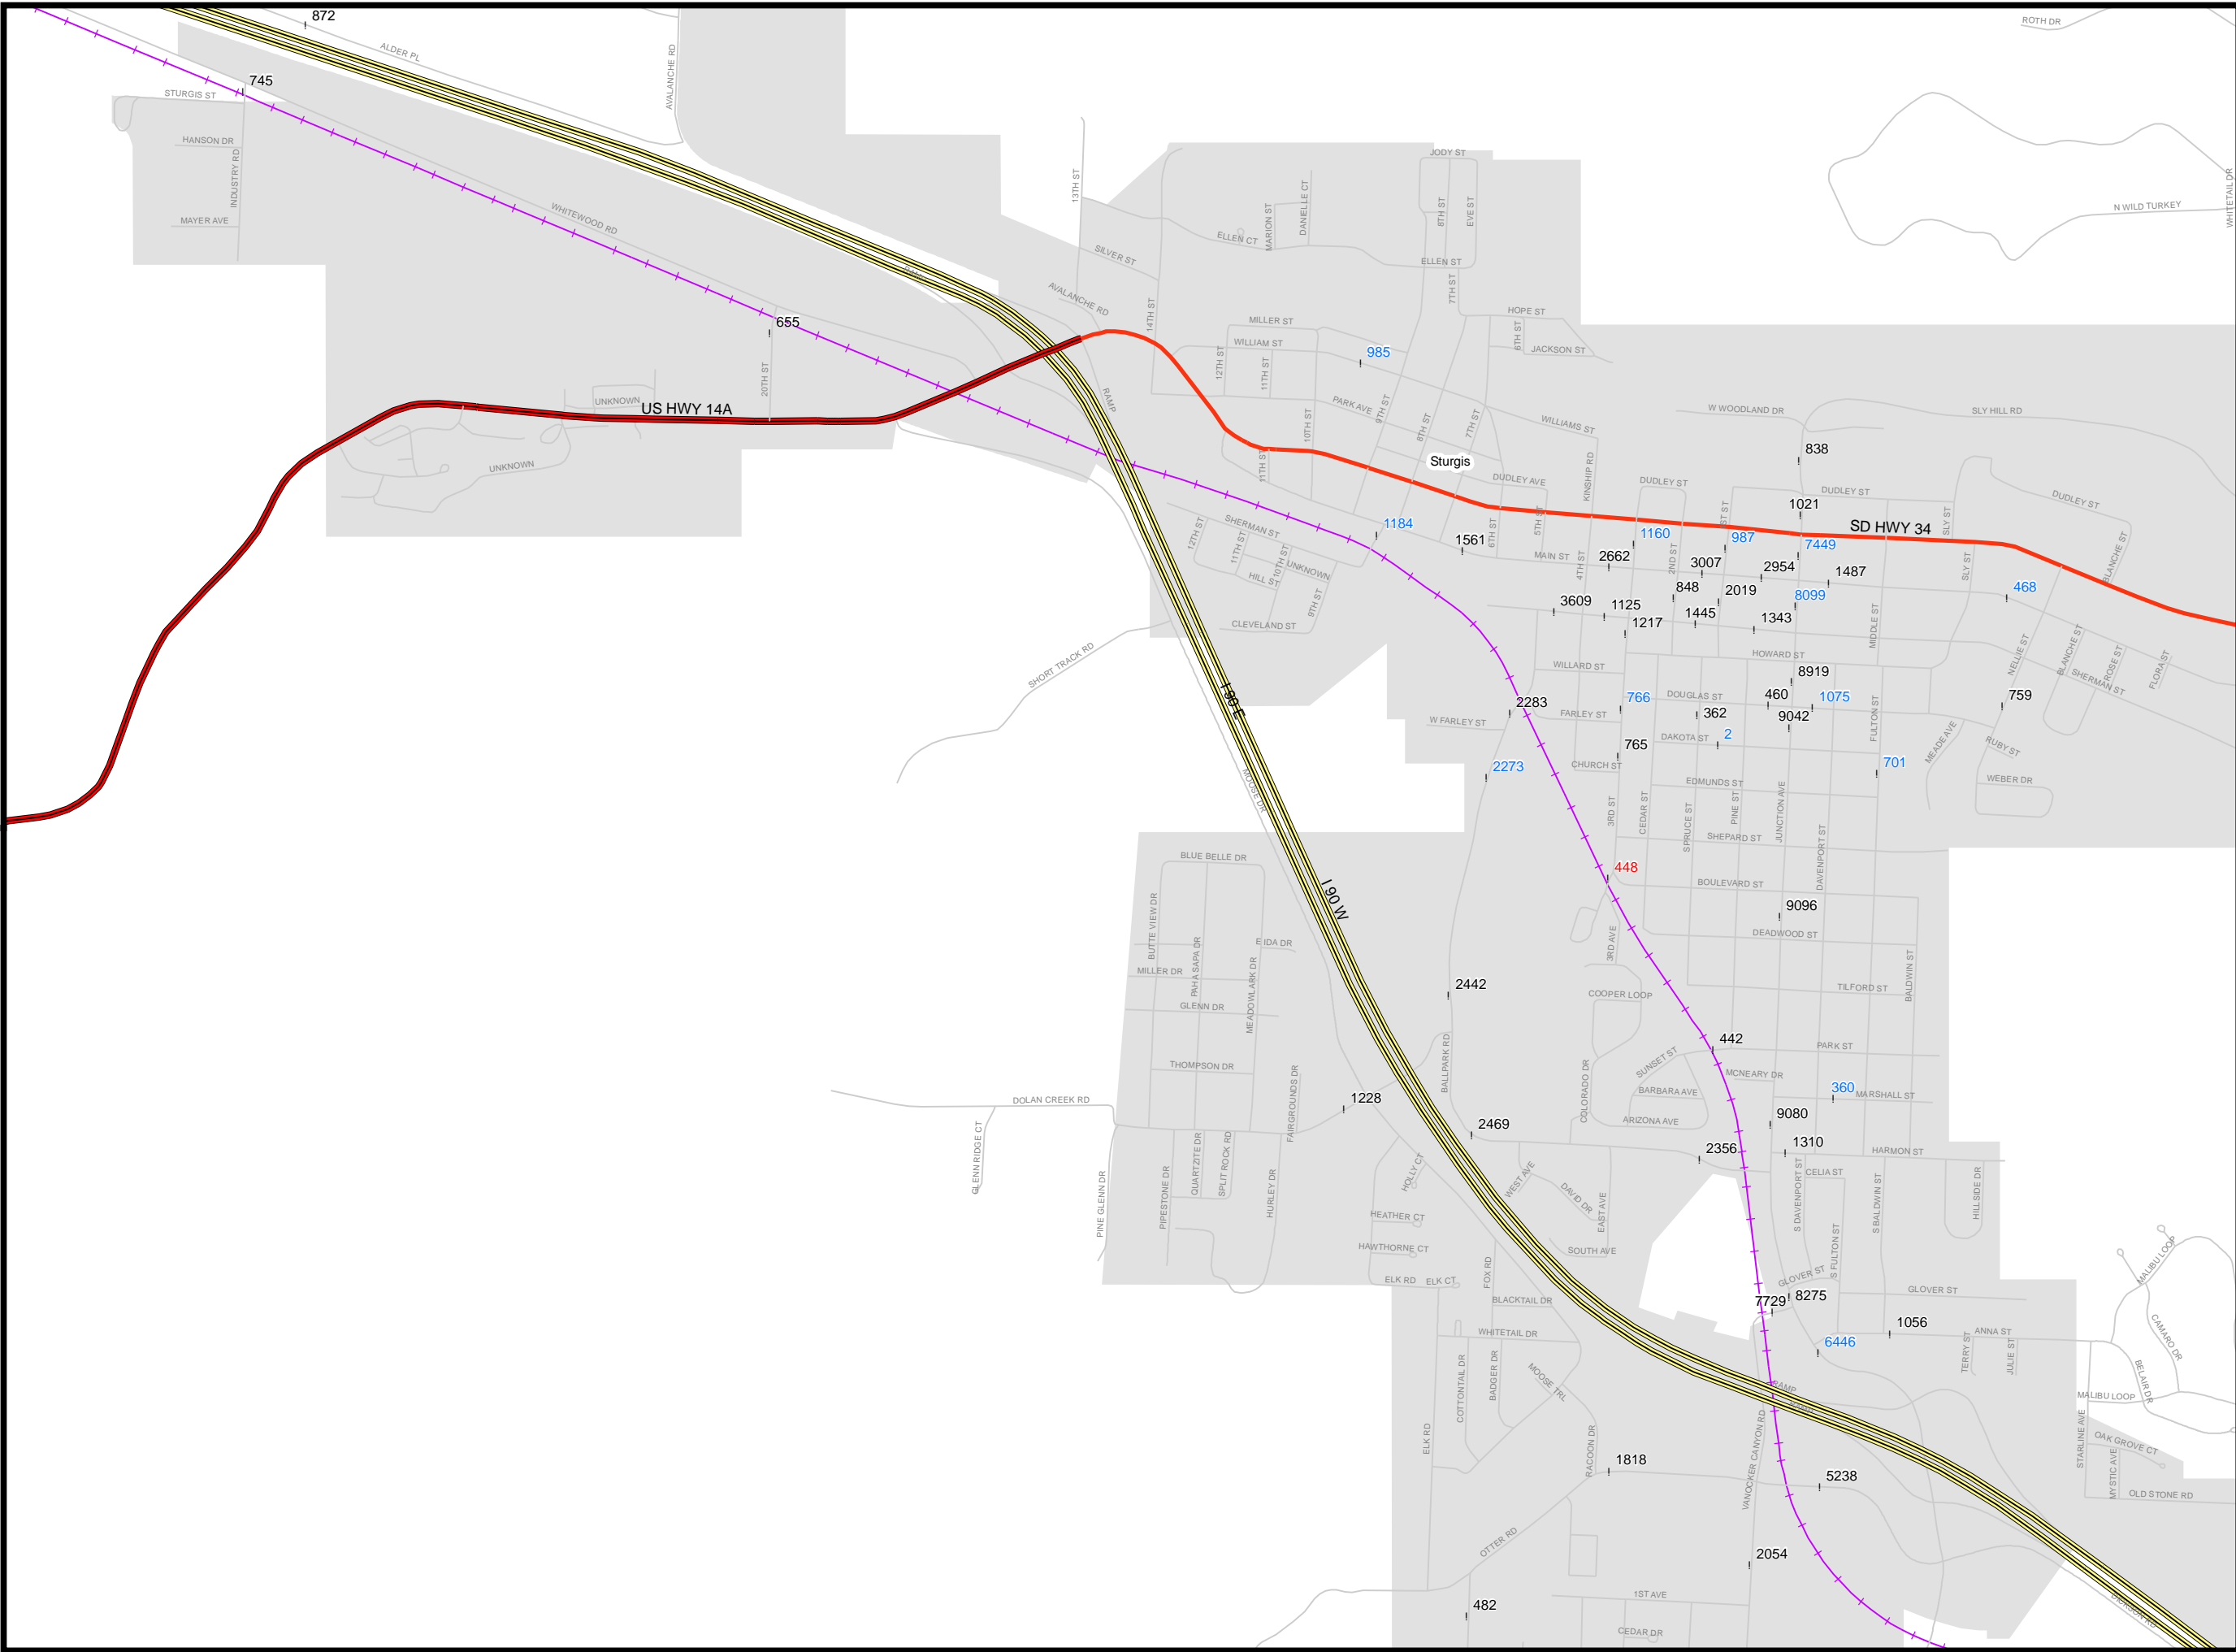 872
ALDER PL
AVALANCHE RD
ROTH DR
745
STURGIS ST
HANSON DR
INDUSTRY RD
MAYER AVE
WHITEWOOD RD
13TH ST
SILVER ST
AVALANCHE RD
14TH ST
ELLEN CT
MARION ST
DANIELLE CT
JODY ST
8TH ST
EVE ST
ELLEN ST
7TH ST
N WILD TURKEY
WHITETAIL DR
655
20TH ST
RAMP
US HWY 14A
UNKNOWN
UNKNOWN
MILLER ST
WILLIAM ST
12TH ST
11TH ST
985
HOPE ST
6TH ST
JACKSON ST
PARK AVE
9TH ST
8TH ST
7TH ST
10TH ST
11TH ST
WILLIAMS ST
W WOODLAND DR
SLY HILL RD
838
Sturgis
DUDLEY AVE
KINSHIP RD
DUDLEY ST
DUDLEY ST
DUDLEY ST
1021
SD HWY 34
SLY ST
SLY ST
BLANCHE ST
1184
1561
6TH ST
5TH ST
MAIN ST
4TH ST
2662
1160
2ND ST
987
7449
3007
2954
1487
848
2019
8099
468
SHERMAN ST
12TH ST
11TH ST
10TH ST
UNKNOWN
HILL ST
9TH ST
CLEVELAND ST
3609
1125
1217
1445
1343
MIDDLE ST
NELLIE ST
BLANCHE ST
ROSE ST
FLORA ST
SHERMAN ST
SHORT TRACK RD
I 90 E
WILLARD ST
HOWARD ST
8919
DOUGLAS ST
460
1075
766
362
9042
759
2283
W FARLEY ST
FARLEY ST
DAKOTA ST
2
FULTON ST
MEADE AVE
RUBY ST
765
CHURCH ST
2273
701
WEBER DR
MOOSE DR
EDMUNDS ST
3RD ST
CEDAR ST
SPRUCE ST
PINE ST
JUNCTION AVE
SHEPARD ST
DAVENPORT ST
BLUE BELLE DR
448
BOULEVARD ST
I 90 W
9096
BUTTE VIEW DR
PAHA SAPA DR
E IDA DR
MEADOWLARK DR
MILLER DR
GLENN DR
3RD AVE
DEADWOOD ST
BALDWIN ST
2442
COOPER LOOP
TILFORD ST
442
PARK ST
THOMPSON DR
BALLPARK RD
SUNSET ST
MCNEARY DR
BARBARA AVE
COLORADO DR
360
MARSHALL ST
DOLAN CREEK RD
FAIRGROUNDS DR
1228
2469
ARIZONA AVE
9080
2356
1310
HARMON ST
GLENN RIDGE CT
PINE GLENN DR
PIPESTONE DR
QUARTZITE DR
SPLIT ROCK RD
HURLEY DR
HOLLY CT
WEST AVE
DAVID DR
EAST AVE
SOUTH AVE
CELIA ST
S DAVENPORT ST
S FULTON ST
S BALDWIN ST
HILLSIDE DR
HEATHER CT
HAWTHORNE CT
ELK RD
ELK CT
FOX RD
BLACKTAIL DR
GLOVER ST
GLOVER ST
7729
8275
MALIBU LOOP
CAMARO DR
WHITETAIL DR
6446
1056
ANNA ST
TERRY ST
JULIE ST
COTTONTAIL DR
BADGER DR
MOOSE TRL
RAMP
MALIBU LOOP
BELAIR DR
ELK RD
RACOON DR
VANOCKER CANYON RD
STARLINE AVE
OAK GROVE CT
MYSTIC AVE
OLD STONE RD
1818
5238
OTTER RD
2054
1ST AVE
482
CEDAR DR